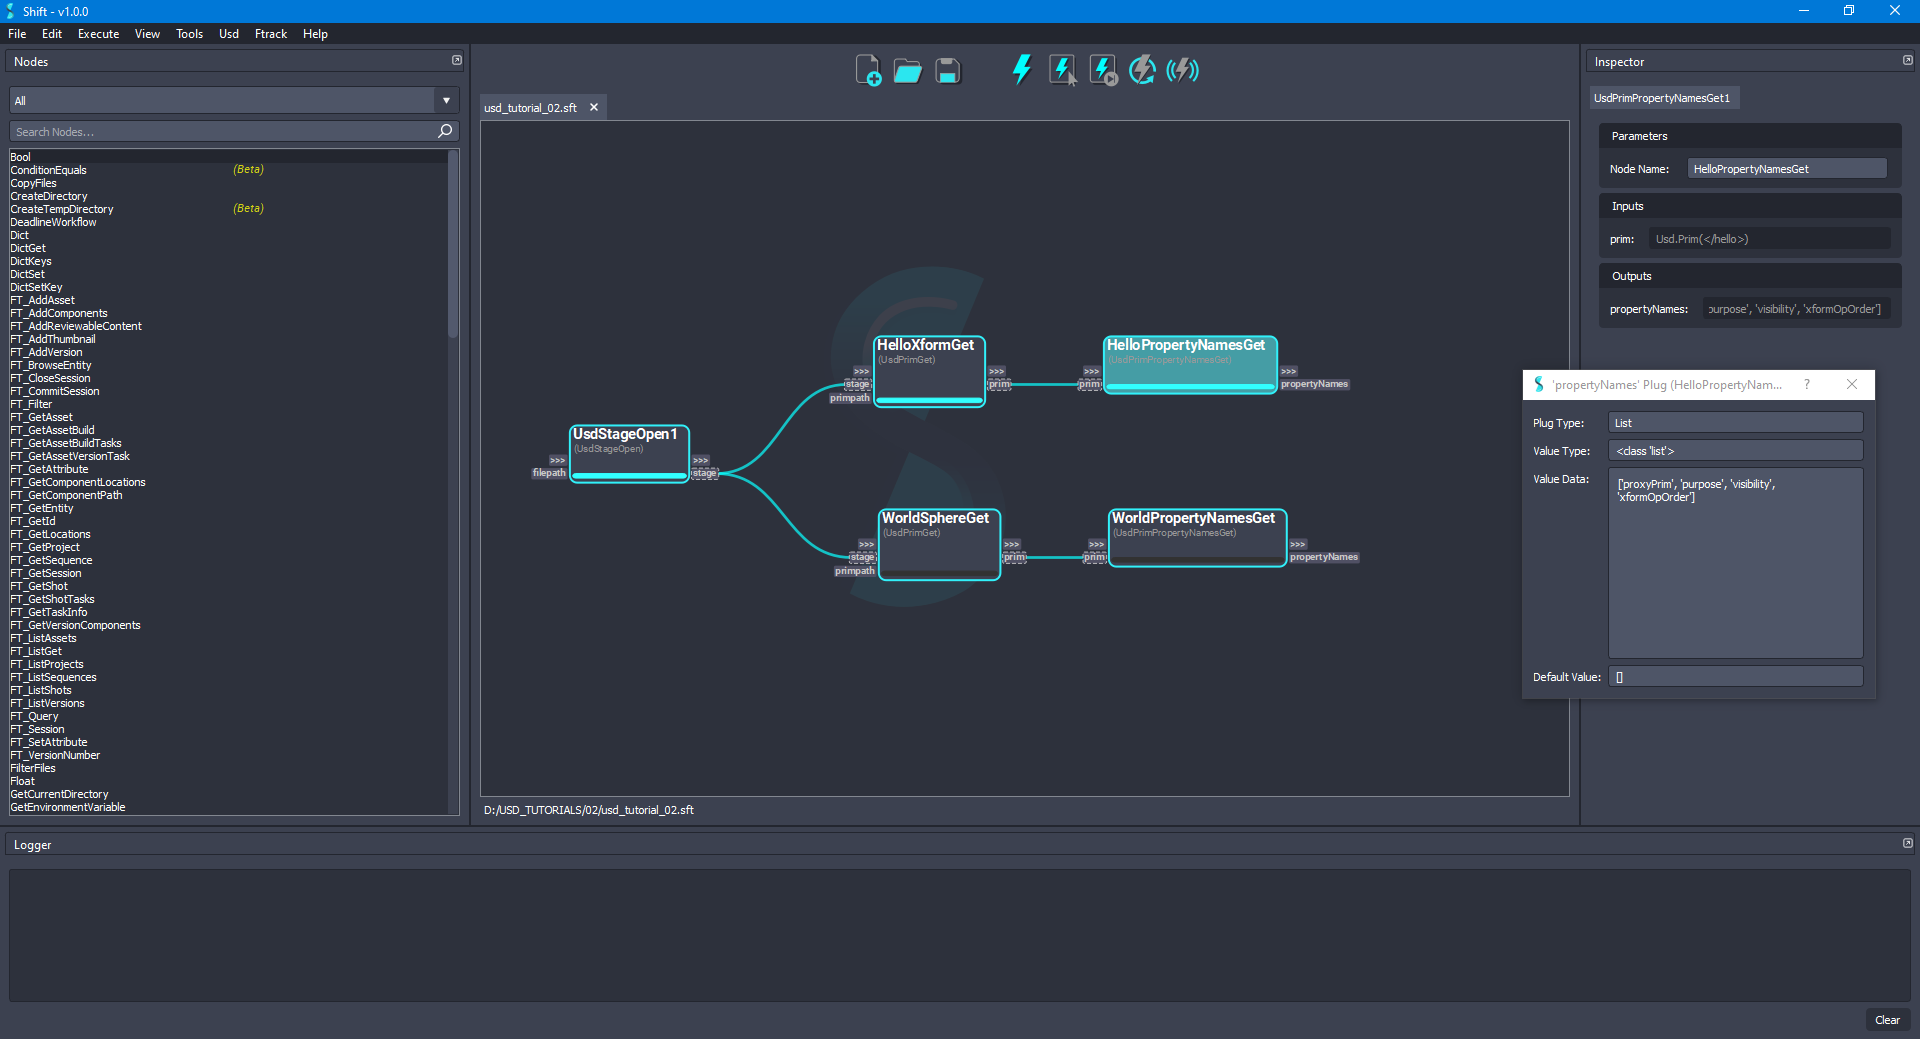 Shift - v1.0.0
File Edit Execute View Tools Usd Ftrack Help
Nodes
All
Search Nodes...
Bool
ConditionEquals (Beta)
CopyFiles
CreateDirectory
CreateTempDirectory (Beta)
DeadlineWorkflow
Dict
DictGet
DictKeys
DictSet
DictSetKey
FT_AddAsset
FT_AddComponents
FT_AddReviewableContent
FT_AddThumbnail
FT_AddVersion
FT_BrowseEntity
FT_CloseSession
FT_CommitSession
FT_Filter
FT_GetAsset
FT_GetAssetBuild
FT_GetAssetBuildTasks
FT_GetAssetVersionTask
FT_GetAttribute
FT_GetComponentLocations
FT_GetComponentPath
FT_GetEntity
FT_GetId
FT_GetLocations
FT_GetProject
FT_GetSequence
FT_GetSession
FT_GetShot
FT_GetShotTasks
FT_GetTaskInfo
FT_GetVersionComponents
FT_ListAssets
FT_ListGet
FT_ListProjects
FT_ListSequences
FT_ListShots
FT_ListVersions
FT_Query
FT_Session
FT_SetAttribute
FT_VersionNumber
FilterFiles
Float
GetCurrentDirectory
GetEnvironmentVariable
usd_tutorial_02.sft
UsdStageOpen1
(UsdStageOpen)
>>> >>>
filepath stage
HelloXformGet
(UsdPrimGet)
>>> >>>
stage prim
primpath
HelloPropertyNamesGet
(UsdPrimPropertyNamesGet)
>>> >>>
prim propertyNames
WorldSphereGet
(UsdPrimGet)
>>> >>>
stage prim
primpath
WorldPropertyNamesGet
(UsdPrimPropertyNamesGet)
>>> >>>
prim propertyNames
D:/USD_TUTORIALS/02/usd_tutorial_02.sft
Inspector
UsdPrimPropertyNamesGet1
Parameters
Node Name: HelloPropertyNamesGet
Inputs
prim: Usd.Prim(</hello>)
Outputs
propertyNames: purpose', 'visibility', 'xformOpOrder']
'propertyNames' Plug (HelloPropertyNam... ?
Plug Type: List
Value Type: <class 'list'>
Value Data: ['proxyPrim', 'purpose', 'visibility',
'xformOpOrder']
Default Value: []
Logger
Clear